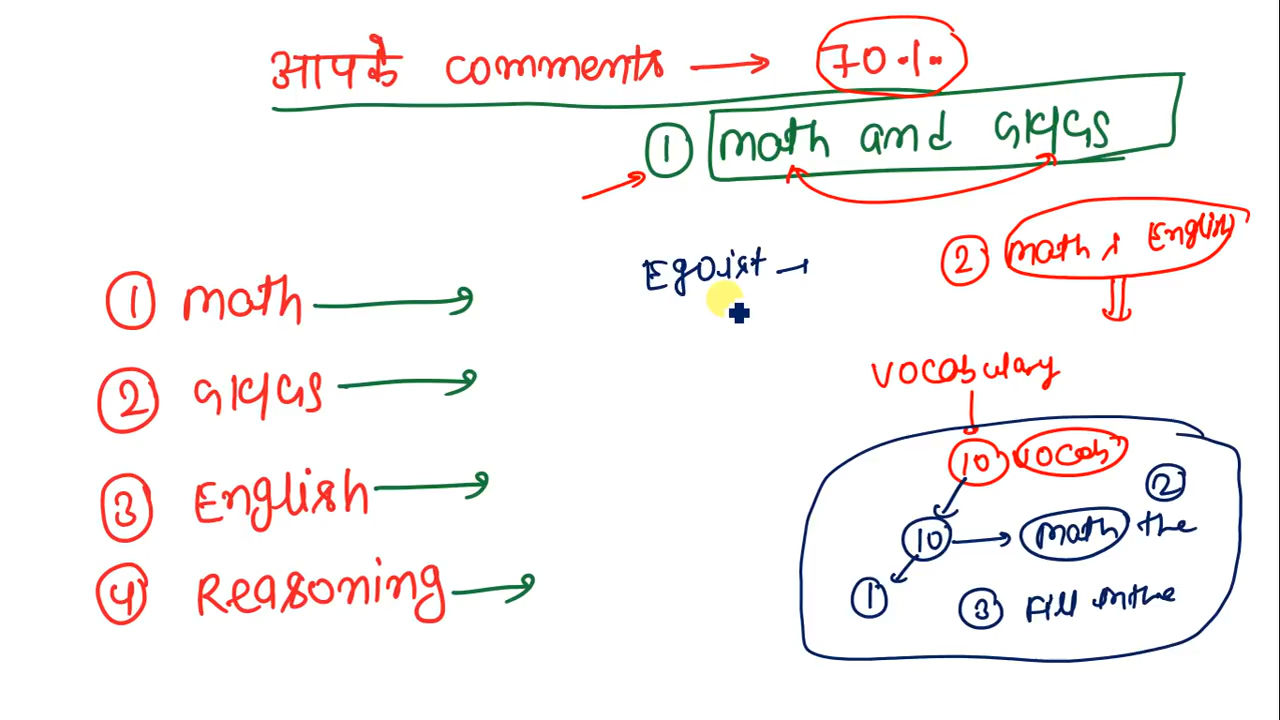 आपके comments → 70%
① math and GK/GS
② math & English
Egoist →
① math →
② GK/GS →
③ English →
④ Reasoning →
vocabulary
10 vocab
②
10 → math the
①
③ Fill in the